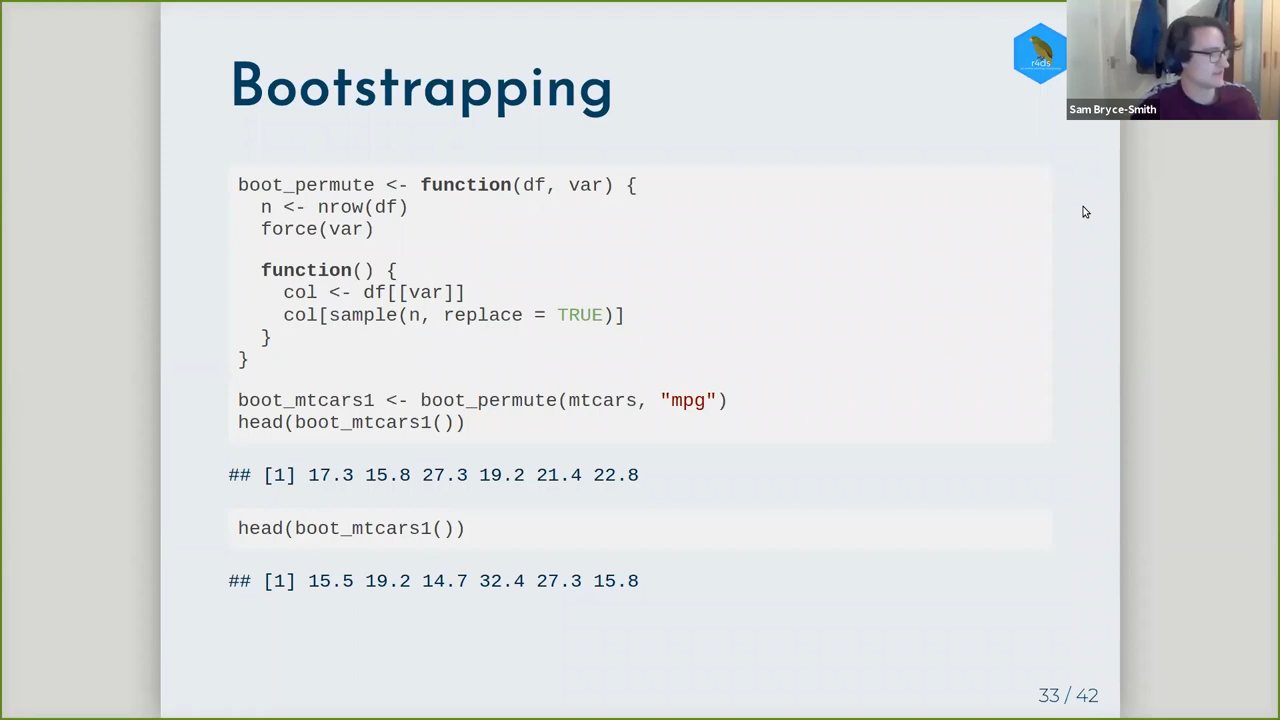 Bootstrapping
r4ds
Sam Bryce-Smith
boot_permute <- function(df, var) {
  n <- nrow(df)
  force(var)
  function() {
    col <- df[[var]]
    col[sample(n, replace = TRUE)]
  }
}
boot_mtcars1 <- boot_permute(mtcars, "mpg")
head(boot_mtcars1())
## [1] 17.3 15.8 27.3 19.2 21.4 22.8
head(boot_mtcars1())
## [1] 15.5 19.2 14.7 32.4 27.3 15.8
33 / 42